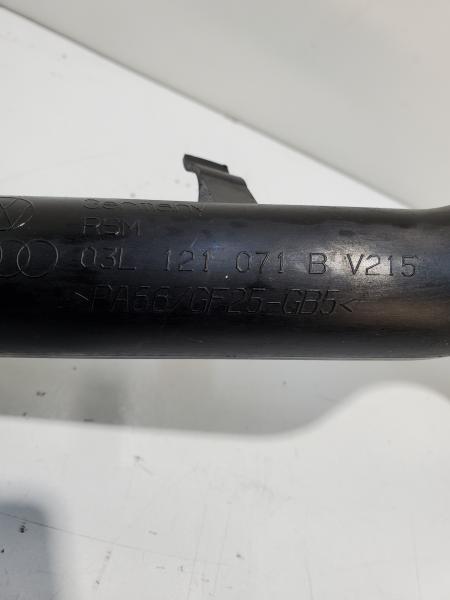 Germany
RSM
03L 121 071 B V215
>PA66/GF25-GB5<